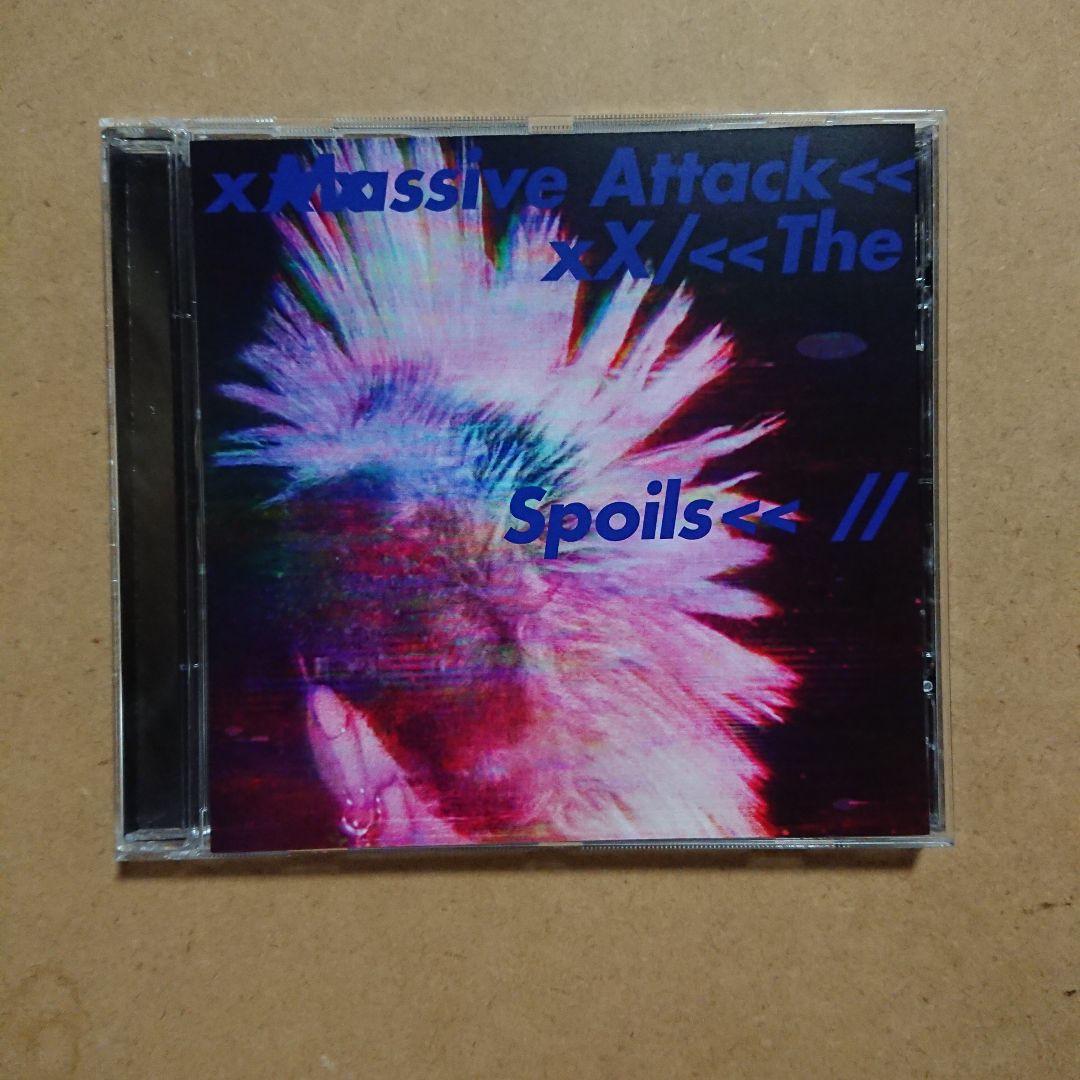 xMassive Attack<<
xX/<<The
Spoils<< //